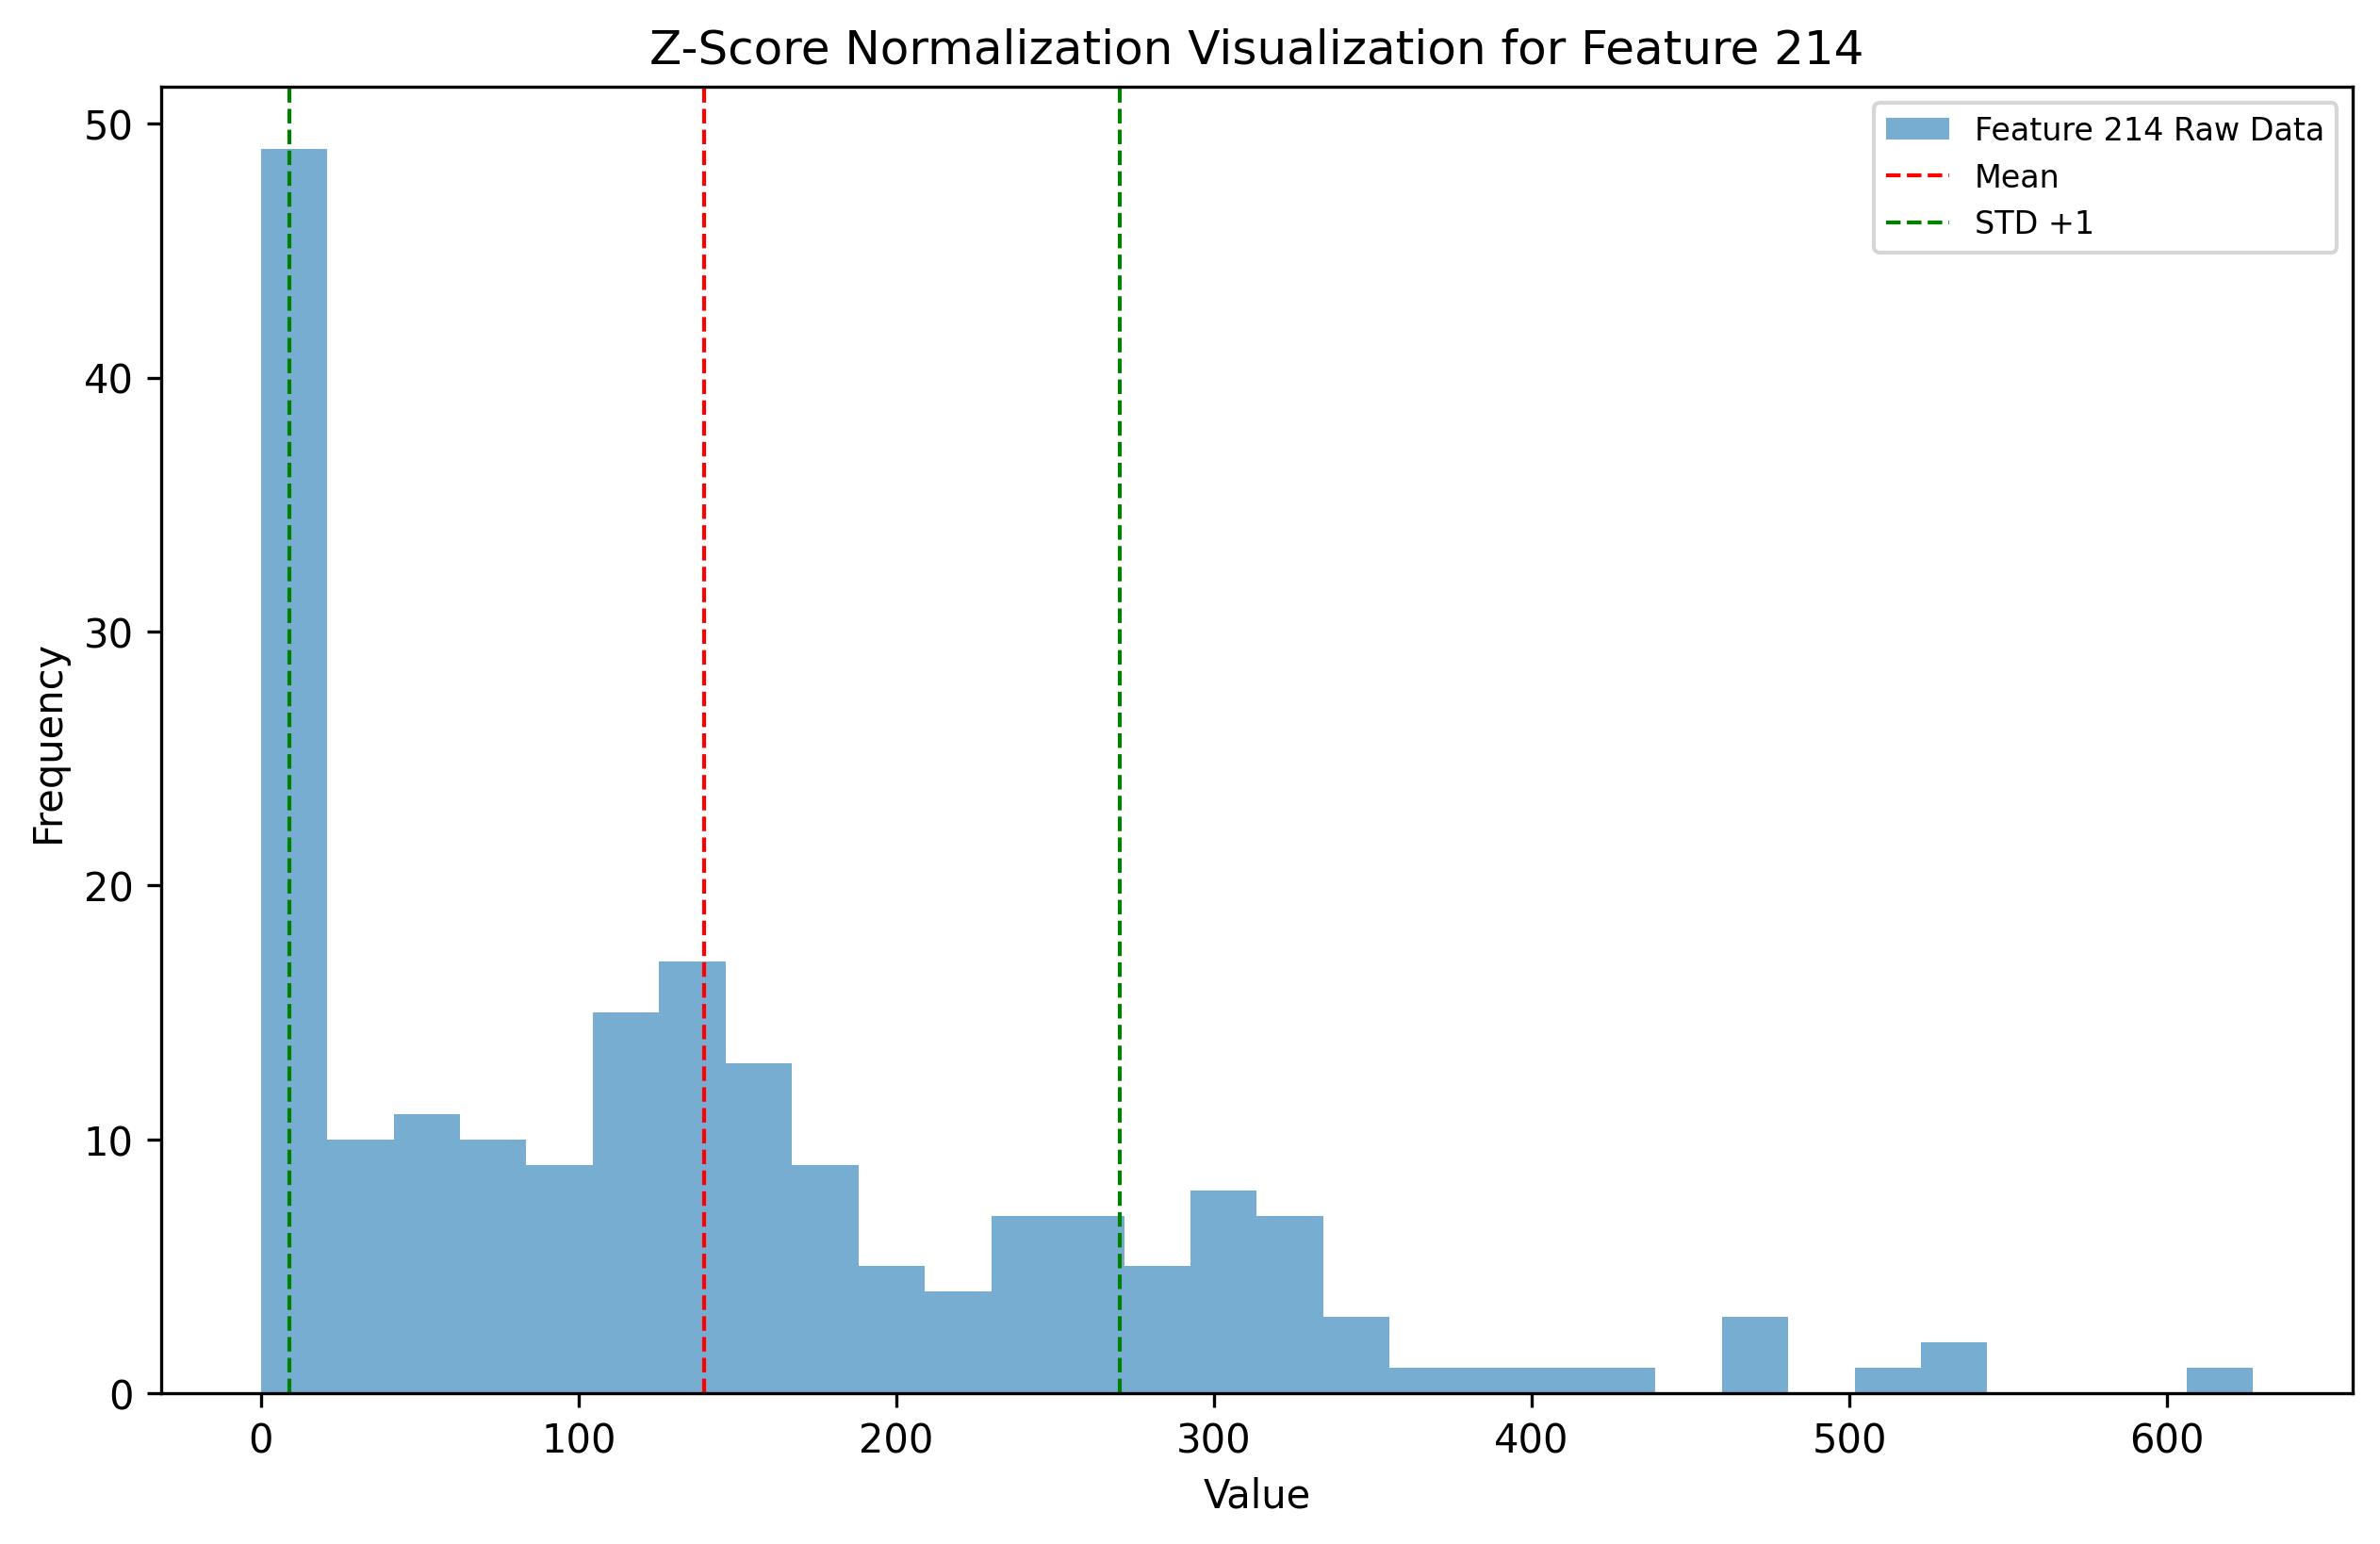 Z-Score Normalization Visualization for Feature 214
Feature 214 Raw Data
Mean
STD +1
50
40
30
20
10
0
Frequency
0 100 200 300 400 500 600
Value